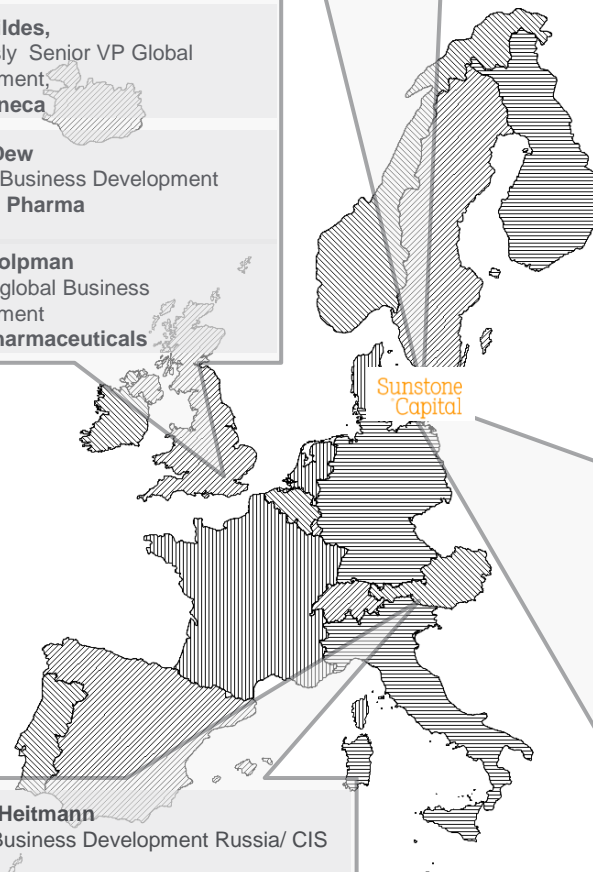 ldes,
ly Senior VP Global
ment,
neca
Dew
Business Development
Pharma
olpman
global Business
ment
harmaceuticals
Sunstone
Capital
Heitmann
Business Development Russia/ CIS